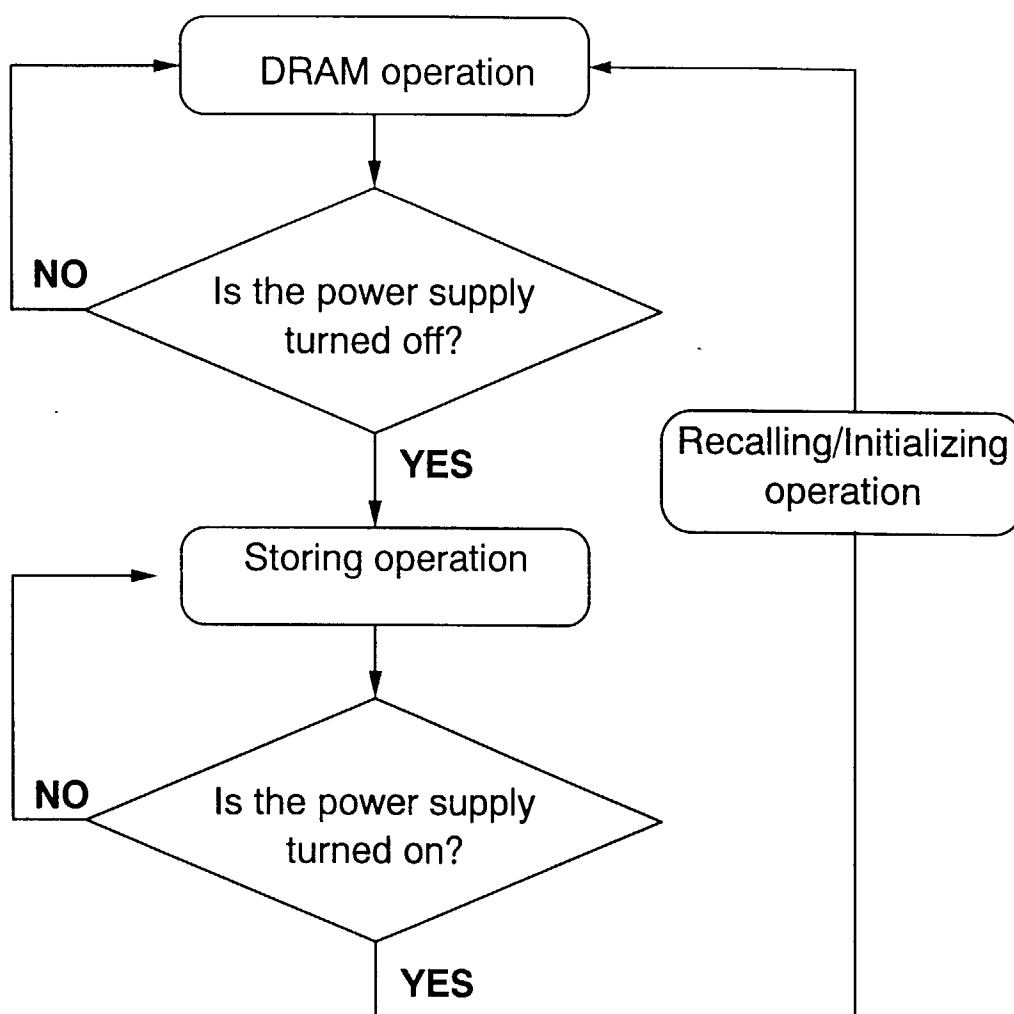 DRAM operation
NO
Is the power supply
turned off?
YES
Recalling/Initializing
operation
Storing operation
NO
Is the power supply
turned on?
YES